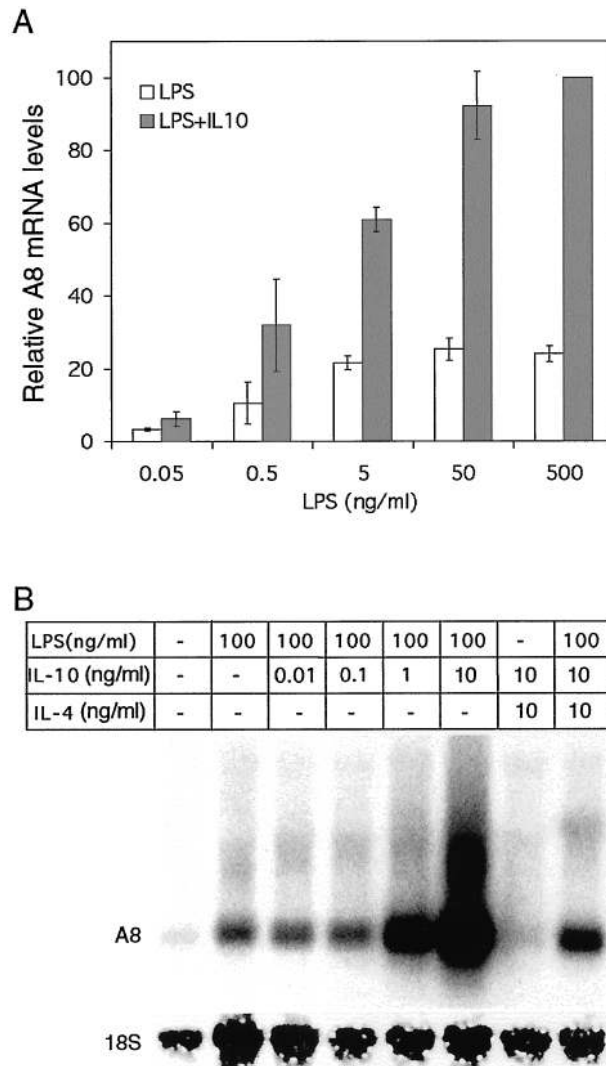 A
Relative A8 mRNA levels
100
80
60
40
20
0
LPS
LPS+IL10
0.05 0.5 5 50 500
LPS (ng/ml)
B
LPS(ng/ml) - 100 100 100 100 100 - 100
IL-10 (ng/ml) - - 0.01 0.1 1 10 10 10
IL-4 (ng/ml) - - - - - - 10 10
A8
18S